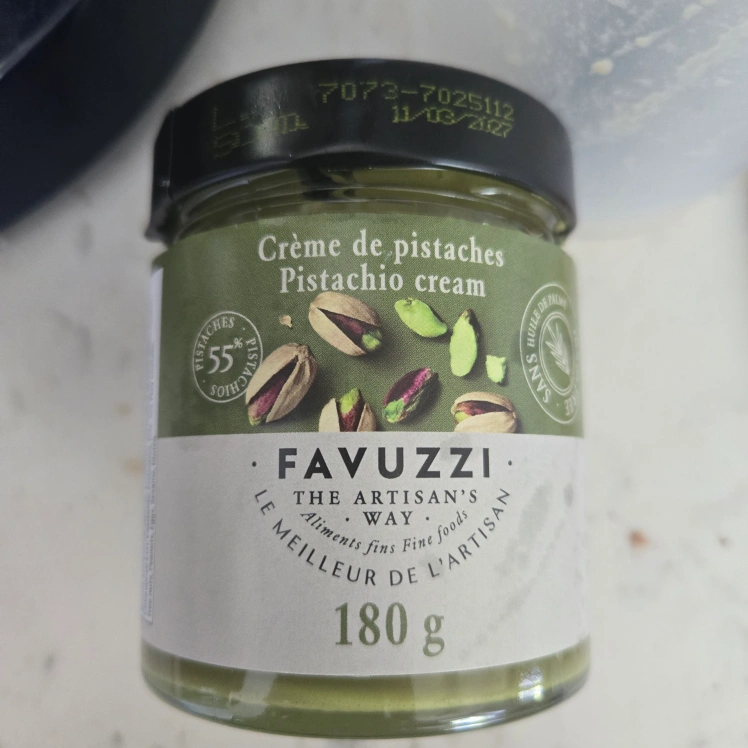 7073-7025112
11/03/2027
Crème de pistaches
Pistachio cream
PISTACHES · PISTACHIOS ·
55%
SANS HUILE DE PALME
· FAVUZZI ·
THE ARTISAN'S
· WAY ·
Aliments fins Fine foods
LE MEILLEUR DE L'ARTISAN
180 g